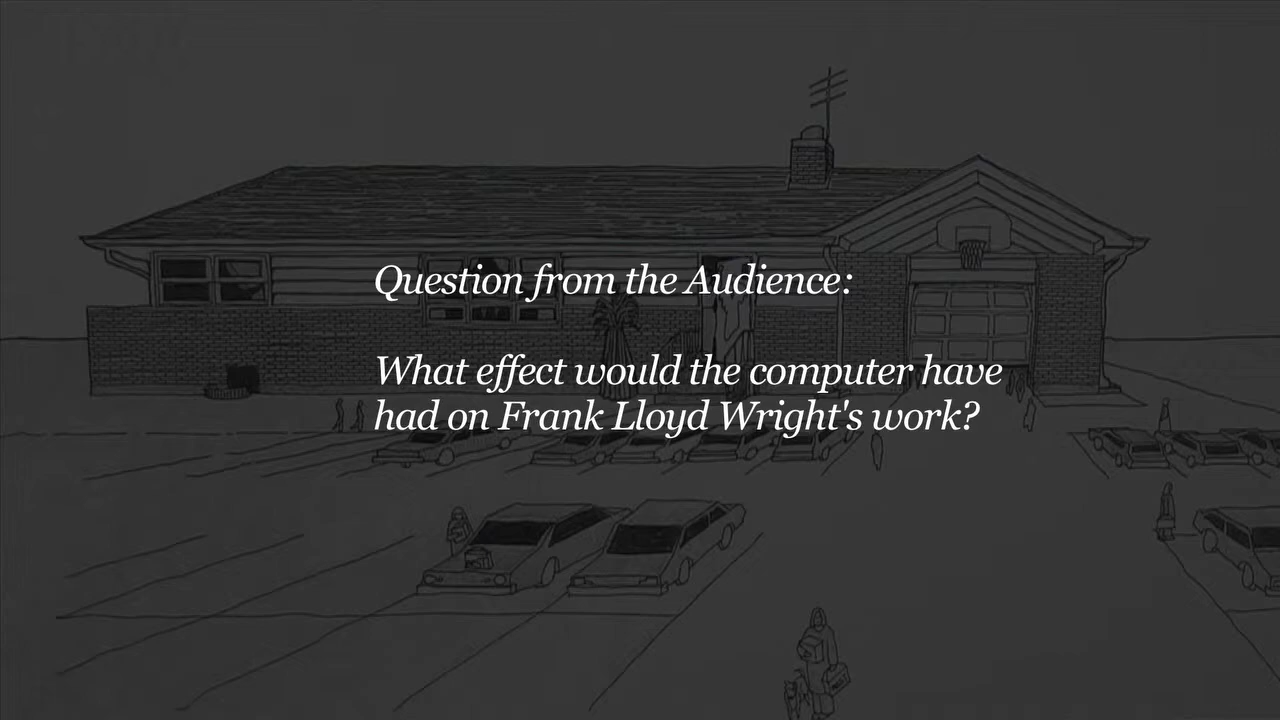 Question from the Audience:
What effect would the computer have
had on Frank Lloyd Wright's work?